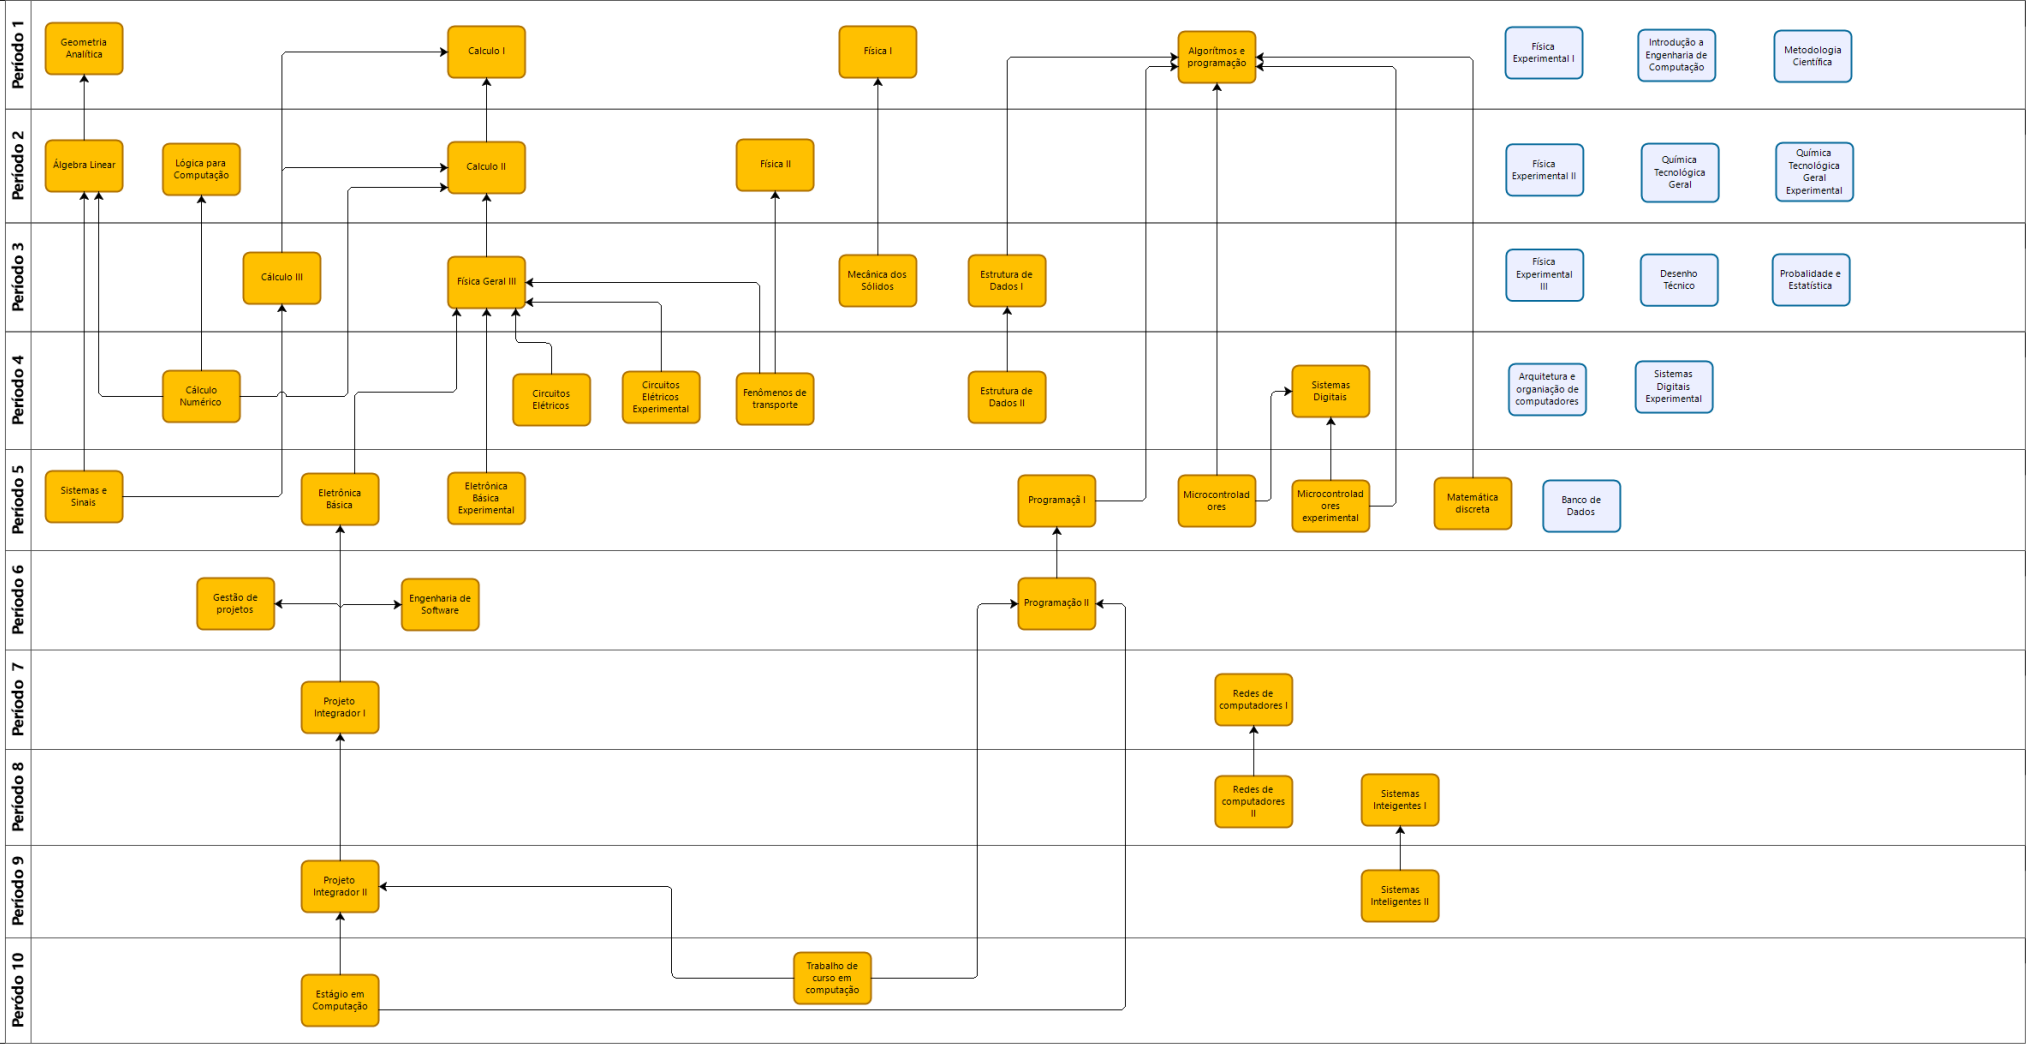 Período 1
Geometria
Analítica
Calculo I
Física I
Algorítmos e
programação
Física
Experimental I
Introdução a
Engenharia de
Computação
Metodologia
Científica
Período 2
Álgebra Linear
Lógica para
Computação
Calculo II
Física II
Física
Experimental II
Química
Tecnológica
Geral
Química
Tecnológica
Geral
Experimental
Período 3
Cálculo III
Física Geral III
Mecânica dos
Sólidos
Estrutura de
Dados I
Física
Experimental
III
Desenho
Técnico
Probalidade e
Estatística
Período 4
Cálculo
Numérico
Circuitos
Elétricos
Circuitos
Elétricos
Experimental
Fenômenos de
transporte
Estrutura de
Dados II
Sistemas
Digitais
Arquitetura e
organiação de
computadores
Sistemas
Digitais
Experimental
Período 5
Sistemas e
Sinais
Eletrônica
Básica
Eletrônica
Básica
Experimental
Programaçã I
Microcontrolad
ores
Microcontrolad
ores
experimental
Matemática
discreta
Banco de
Dados
Período 6
Gestão de
projetos
Engenharia de
Software
Programação II
Período 7
Projeto
Integrador I
Redes de
computadores I
Período 8
Redes de
computadores
II
Sistemas
Inteigentes I
Período 9
Projeto
Integrador II
Sistemas
Inteligentes II
Peródo 10
Estágio em
Computação
Trabalho de
curso em
computação